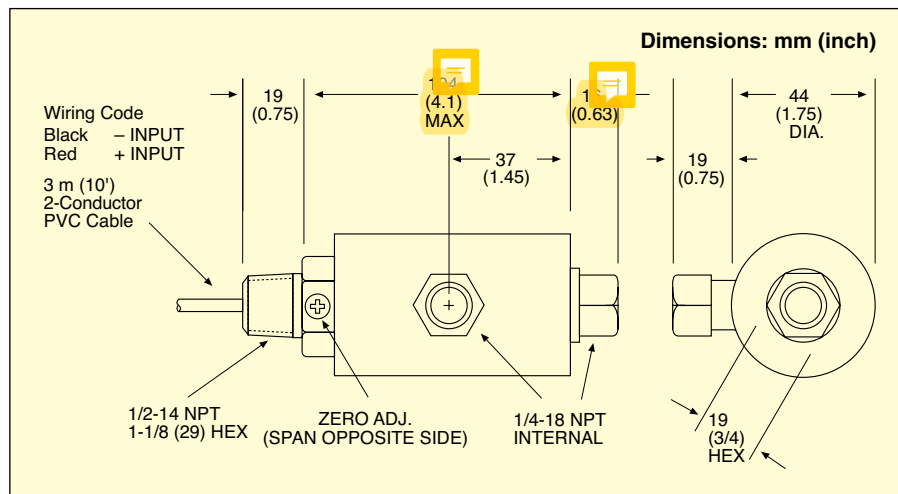 Dimensions: mm (inch)
19
(0.75)
(4.1)
MAX
(0.63)
44
(1.75)
DIA.
Wiring Code
Black – INPUT
Red + INPUT
37
(1.45)
19
(0.75)
3 m (10')
2-Conductor
PVC Cable
1/2-14 NPT
1-1/8 (29) HEX
ZERO ADJ.
(SPAN OPPOSITE SIDE)
1/4-18 NPT
INTERNAL
19
(3/4)
HEX